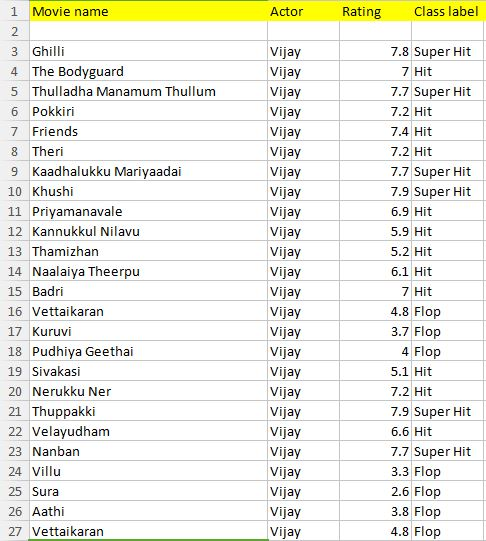 1 Movie name Actor Rating Class label
2
3 Ghilli Vijay 7.8 Super Hit
4 The Bodyguard Vijay 7 Hit
5 Thulladha Manamum Thullum Vijay 7.7 Super Hit
6 Pokkiri Vijay 7.2 Hit
7 Friends Vijay 7.4 Hit
8 Theri Vijay 7.2 Hit
9 Kaadhalukku Mariyaadai Vijay 7.7 Super Hit
10 Khushi Vijay 7.9 Super Hit
11 Priyamanavale Vijay 6.9 Hit
12 Kannukkul Nilavu Vijay 5.9 Hit
13 Thamizhan Vijay 5.2 Hit
14 Naalaiya Theerpu Vijay 6.1 Hit
15 Badri Vijay 7 Hit
16 Vettaikaran Vijay 4.8 Flop
17 Kuruvi Vijay 3.7 Flop
18 Pudhiya Geethai Vijay 4 Flop
19 Sivakasi Vijay 5.1 Hit
20 Nerukku Ner Vijay 7.2 Hit
21 Thuppakki Vijay 7.9 Super Hit
22 Velayudham Vijay 6.6 Hit
23 Nanban Vijay 7.7 Super Hit
24 Villu Vijay 3.3 Flop
25 Sura Vijay 2.6 Flop
26 Aathi Vijay 3.8 Flop
27 Vettaikaran Vijay 4.8 Flop